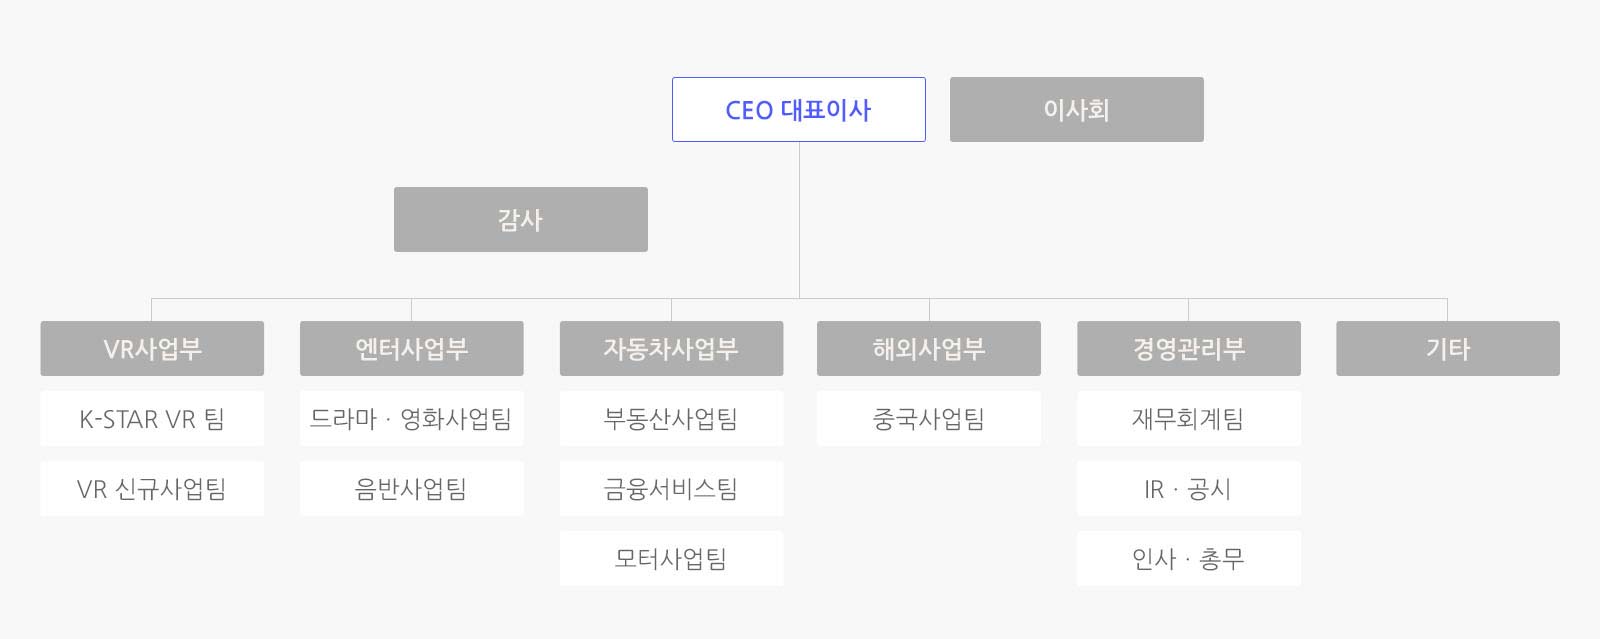 CEO 대표이사
이사회
감사
VR사업부
엔터사업부
자동차사업부
해외사업부
경영관리부
기타
K-STAR VR 팀
드라마 · 영화사업팀
부동산사업팀
중국사업팀
재무회계팀
VR 신규사업팀
음반사업팀
금융서비스팀
IR · 공시
모터사업팀
인사 · 총무